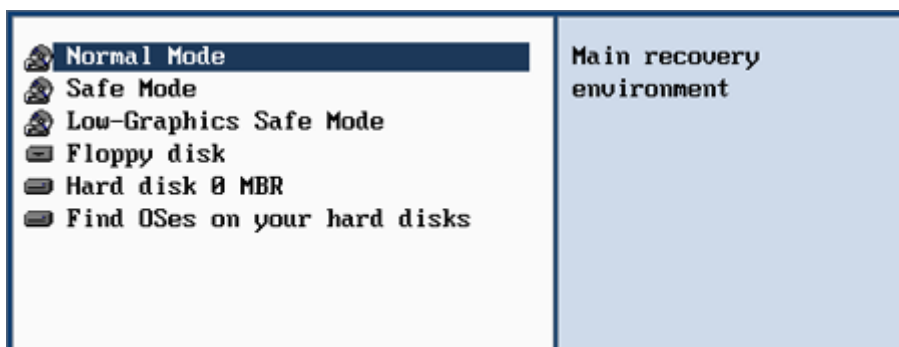 Normal Mode
Safe Mode
Low-Graphics Safe Mode
Floppy disk
Hard disk 0 MBR
Find OSes on your hard disks
Main recovery
environment